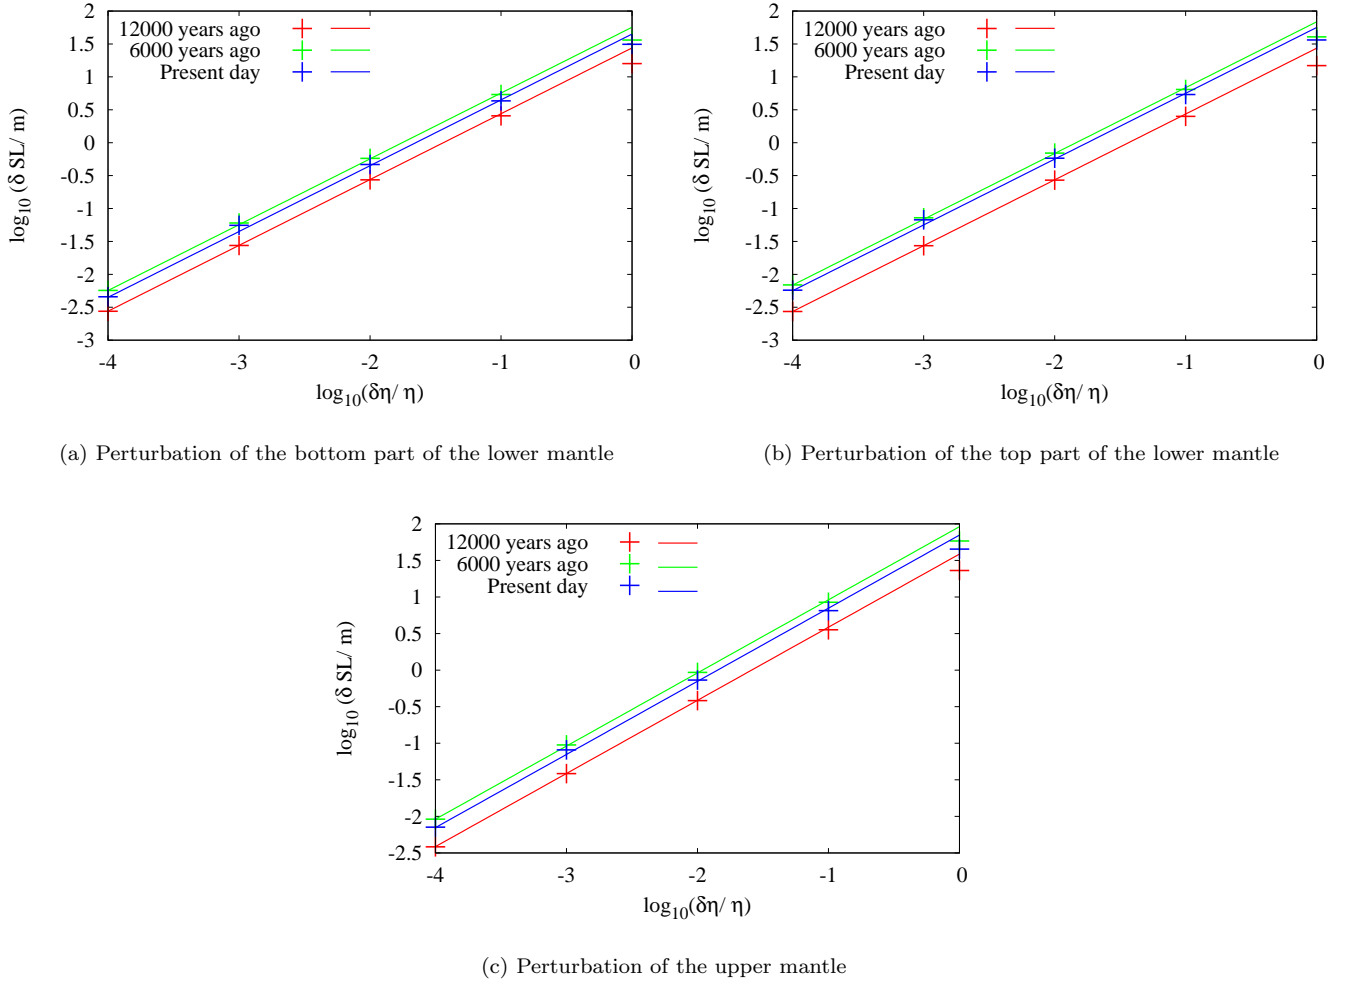 2
1.5
1
0.5
0
-0.5
-1
-1.5
-2
-2.5
-3
-4 -3 -2 -1 0
log10 (δ SL/ m)
log10(δη/ η)
12000 years ago
6000 years ago
Present day
(a) Perturbation of the bottom part of the lower mantle
2
1.5
1
0.5
0
-0.5
-1
-1.5
-2
-2.5
-3
-4 -3 -2 -1 0
log10 (δ SL/ m)
log10(δη/ η)
12000 years ago
6000 years ago
Present day
(b) Perturbation of the top part of the lower mantle
2
1.5
1
0.5
0
-0.5
-1
-1.5
-2
-2.5
-4 -3 -2 -1 0
log10 (δ SL/ m)
log10(δη/ η)
12000 years ago
6000 years ago
Present day
(c) Perturbation of the upper mantle